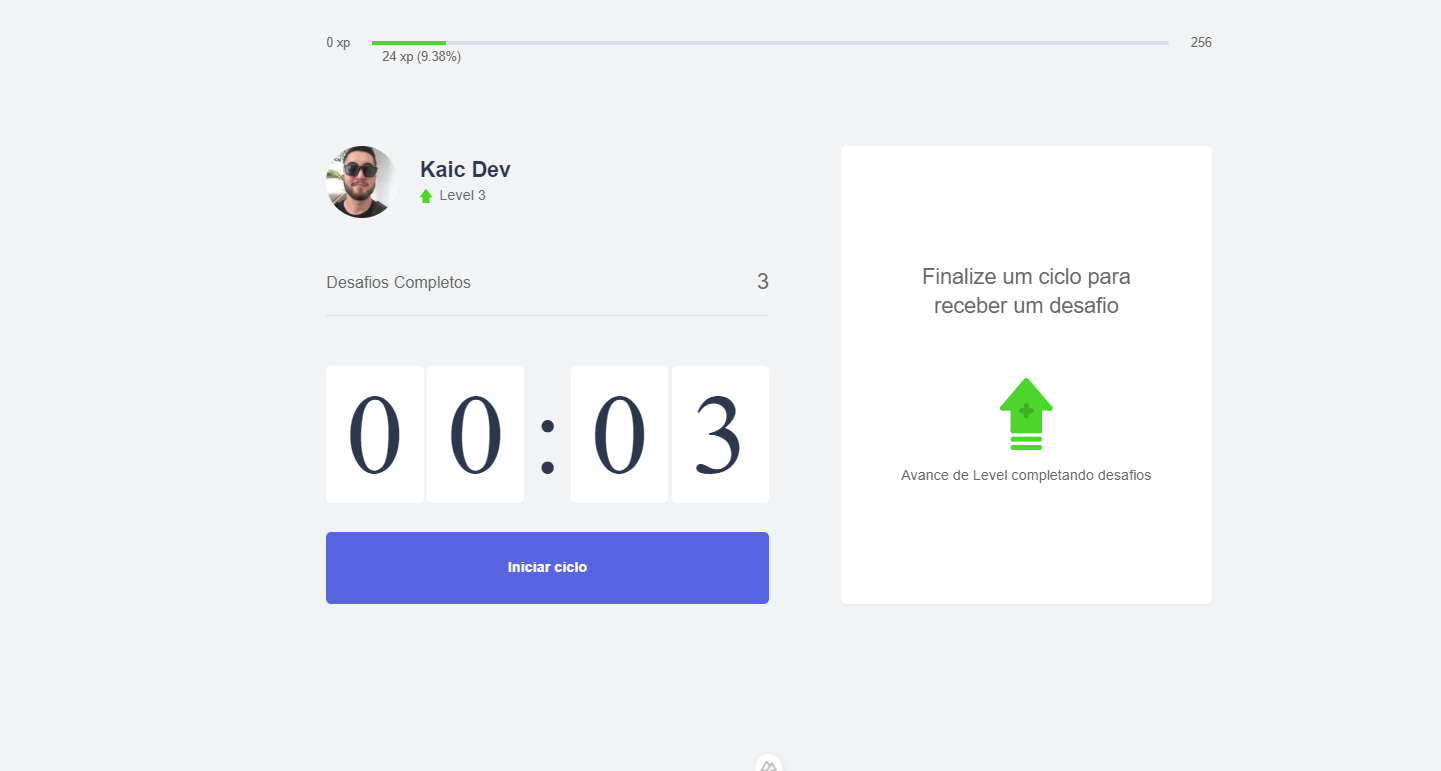 0 xp
256
24 xp (9.38%)
Kaic Dev
Level 3
Desafios Completos
3
00:03
Iniciar ciclo
Finalize um ciclo para
receber um desafio
Avance de Level completando desafios